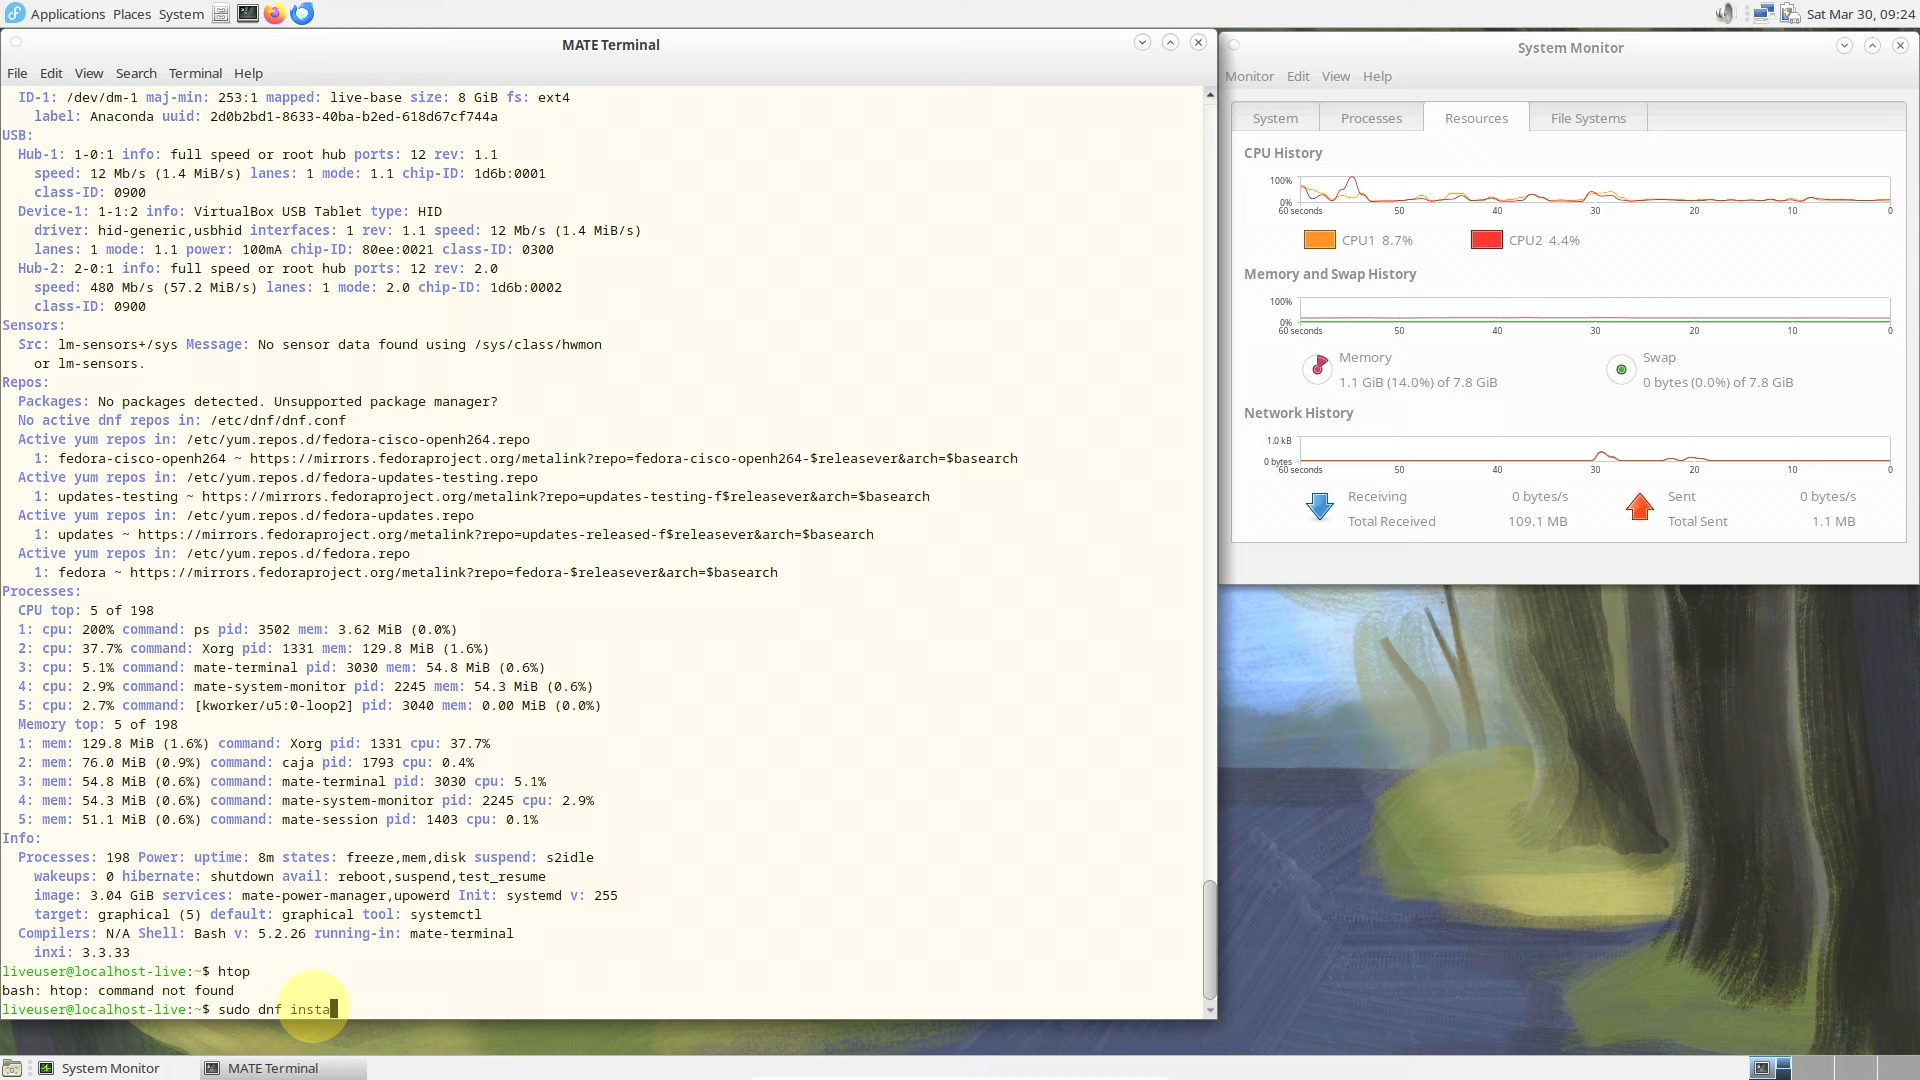 Applications Places System
Sat Mar 30, 09:24
MATE Terminal
File Edit View Search Terminal Help
ID-1: /dev/dm-1 maj-min: 253:1 mapped: live-base size: 8 GiB fs: ext4
label: Anaconda uuid: 2d0b2bd1-8633-40ba-b2ed-618d67cf744a
USB:
Hub-1: 1-0:1 info: full speed or root hub ports: 12 rev: 1.1
speed: 12 Mb/s (1.4 MiB/s) lanes: 1 mode: 1.1 chip-ID: 1d6b:0001
class-ID: 0900
Device-1: 1-1:2 info: VirtualBox USB Tablet type: HID
driver: hid-generic,usbhid interfaces: 1 rev: 1.1 speed: 12 Mb/s (1.4 MiB/s)
lanes: 1 mode: 1.1 power: 100mA chip-ID: 80ee:0021 class-ID: 0300
Hub-2: 2-0:1 info: full speed or root hub ports: 12 rev: 2.0
speed: 480 Mb/s (57.2 MiB/s) lanes: 1 mode: 2.0 chip-ID: 1d6b:0002
class-ID: 0900
Sensors:
Src: lm-sensors+/sys Message: No sensor data found using /sys/class/hwmon
or lm-sensors.
Repos:
Packages: No packages detected. Unsupported package manager?
No active dnf repos in: /etc/dnf/dnf.conf
Active yum repos in: /etc/yum.repos.d/fedora-cisco-openh264.repo
1: fedora-cisco-openh264 ~ https://mirrors.fedoraproject.org/metalink?repo=fedora-cisco-openh264-$releasever&arch=$basearch
Active yum repos in: /etc/yum.repos.d/fedora-updates-testing.repo
1: updates-testing ~ https://mirrors.fedoraproject.org/metalink?repo=updates-testing-f$releasever&arch=$basearch
Active yum repos in: /etc/yum.repos.d/fedora-updates.repo
1: updates ~ https://mirrors.fedoraproject.org/metalink?repo=updates-released-f$releasever&arch=$basearch
Active yum repos in: /etc/yum.repos.d/fedora.repo
1: fedora ~ https://mirrors.fedoraproject.org/metalink?repo=fedora-$releasever&arch=$basearch
Processes:
CPU top: 5 of 198
1: cpu: 200% command: ps pid: 3502 mem: 3.62 MiB (0.0%)
2: cpu: 37.7% command: Xorg pid: 1331 mem: 129.8 MiB (1.6%)
3: cpu: 5.1% command: mate-terminal pid: 3030 mem: 54.8 MiB (0.6%)
4: cpu: 2.9% command: mate-system-monitor pid: 2245 mem: 54.3 MiB (0.6%)
5: cpu: 2.7% command: [kworker/u5:0-loop2] pid: 3040 mem: 0.00 MiB (0.0%)
Memory top: 5 of 198
1: mem: 129.8 MiB (1.6%) command: Xorg pid: 1331 cpu: 37.7%
2: mem: 76.0 MiB (0.9%) command: caja pid: 1793 cpu: 0.4%
3: mem: 54.8 MiB (0.6%) command: mate-terminal pid: 3030 cpu: 5.1%
4: mem: 54.3 MiB (0.6%) command: mate-system-monitor pid: 2245 cpu: 2.9%
5: mem: 51.1 MiB (0.6%) command: mate-session pid: 1403 cpu: 0.1%
Info:
Processes: 198 Power: uptime: 8m states: freeze,mem,disk suspend: s2idle
wakeups: 0 hibernate: shutdown avail: reboot,suspend,test_resume
image: 3.04 GiB services: mate-power-manager,upowerd Init: systemd v: 255
target: graphical (5) default: graphical tool: systemctl
Compilers: N/A Shell: Bash v: 5.2.26 running-in: mate-terminal
inxi: 3.3.33
liveuser@localhost-live:~$ htop
bash: htop: command not found
liveuser@localhost-live:~$ sudo dnf insta
System Monitor
Monitor Edit View Help
System Processes Resources File Systems
CPU History
100%
0%
60 seconds 50 40 30 20 10 0
CPU1 8.7% CPU2 4.4%
Memory and Swap History
100%
0%
60 seconds 50 40 30 20 10 0
Memory
1.1 GiB (14.0%) of 7.8 GiB
Swap
0 bytes (0.0%) of 7.8 GiB
Network History
1.0 kB
0 bytes
60 seconds 50 40 30 20 10 0
Receiving 0 bytes/s Sent 0 bytes/s
Total Received 109.1 MB Total Sent 1.1 MB
System Monitor MATE Terminal